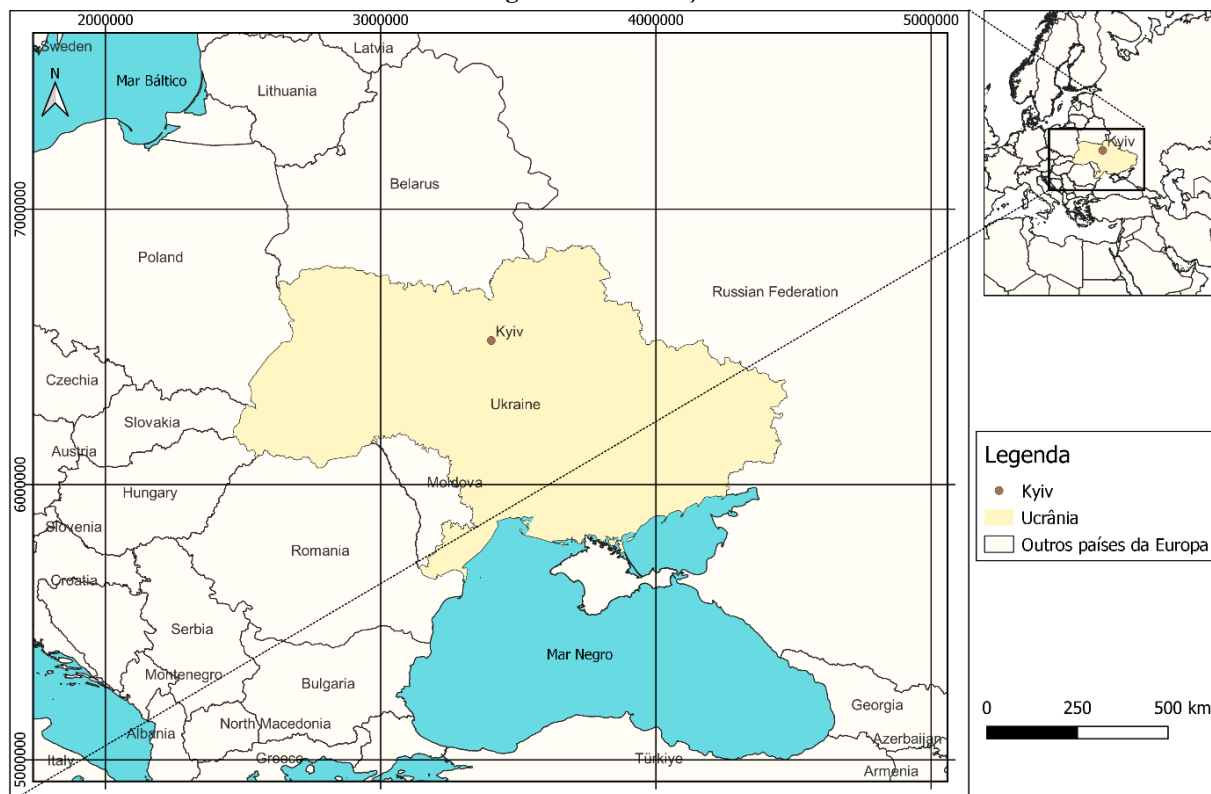 2000000
3000000
4000000
5000000
Sweden
Latvia
Mar Báltico
N
Lithuania
Kyiv
Belarus
7000000
Poland
Russian Federation
Kyiv
Czechia
Ukraine
Slovakia
Austria
Legenda
Moldova
6000000
Hungary
Kyiv
Slovenia
Ucrânia
Romania
Outros países da Europa
Croatia
Serbia
Mar Negro
Montenegro
Bulgaria
Georgia
0 250 500 km
North Macedonia
Albania
Azerbaijan
5000000
Italy
Greece
Türkiye
Armenia